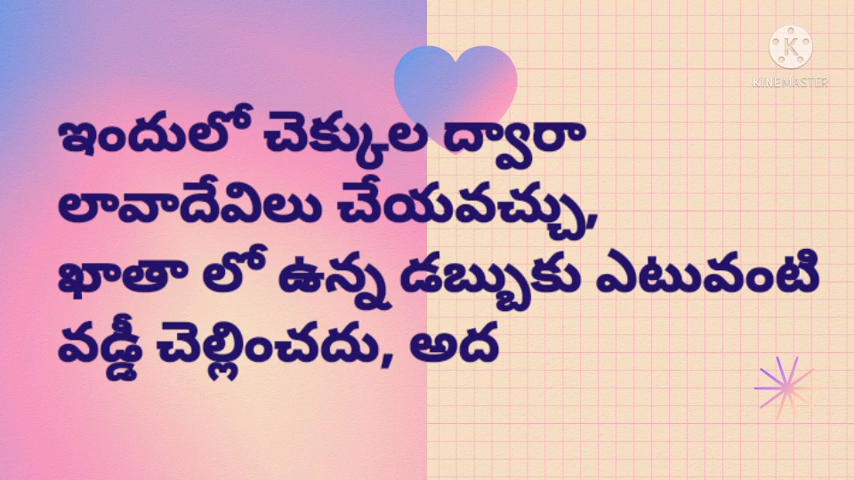 KINEMASTER
ఇందులో చెక్కుల ద్వారా
లావాదేవిలు చేయవచ్చు,
ఖాతా లో ఉన్న డబ్బుకు ఎటువంటి
వడ్డీ చెల్లించదు, అద